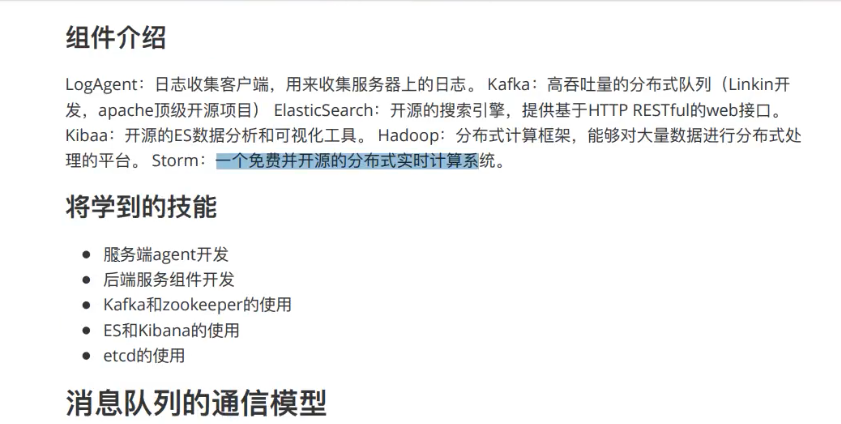 组件介绍
LogAgent：日志收集客户端，用来收集服务器上的日志。 Kafka：高吞吐量的分布式队列（Linkin开
发，apache顶级开源项目） ElasticSearch：开源的搜索引擎，提供基于HTTP RESTful的web接口。
Kibaa：开源的ES数据分析和可视化工具。 Hadoop：分布式计算框架，能够对大量数据进行分布式处
理的平台。 Storm：一个免费并开源的分布式实时计算系统。
将学到的技能
• 服务端agent开发
• 后端服务组件开发
• Kafka和zookeeper的使用
• ES和Kibana的使用
• etcd的使用
消息队列的通信模型